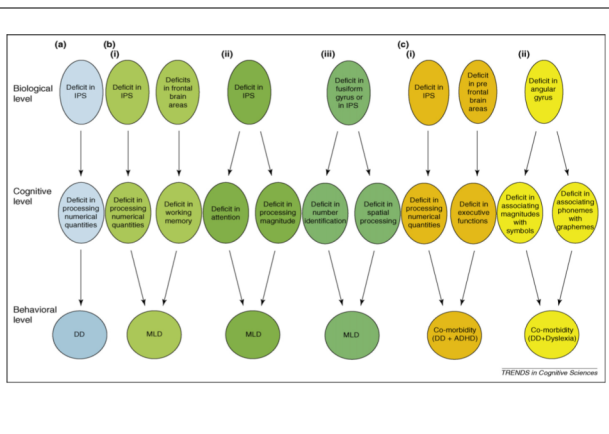 (a)
(b)
(i)
(ii)
(iii)
(c)
(i)
(ii)
Biological
level
Deficit in
IPS
Deficit in
IPS
Deficits
in frontal
brain
areas
Deficit in
IPS
Deficit in
fusiform
gyrus or
in IPS
Deficit in
IPS
Deficit
in pre
frontal
brain
areas
Deficit in
angular
gyrus
Cognitive
level
Deficit in
processing
numerical
quantities
Deficit in
processing
numerical
quantities
Deficit in
working
memory
Deficit in
attention
Deficit in
processing
magnitude
Deficit in
number
identification
Deficit in
spatial
processing
Deficit in
processing
numerical
quantities
Deficit in
executive
functions
Deficit in
associating
magnitudes
with
symbols
Deficit in
associating
phonemes
with
graphemes
Behavioral
level
DD
MLD
MLD
MLD
Co-morbidity
(DD + ADHD)
Co-morbidity
(DD+Dyslexia)
TRENDS in Cognitive Sciences